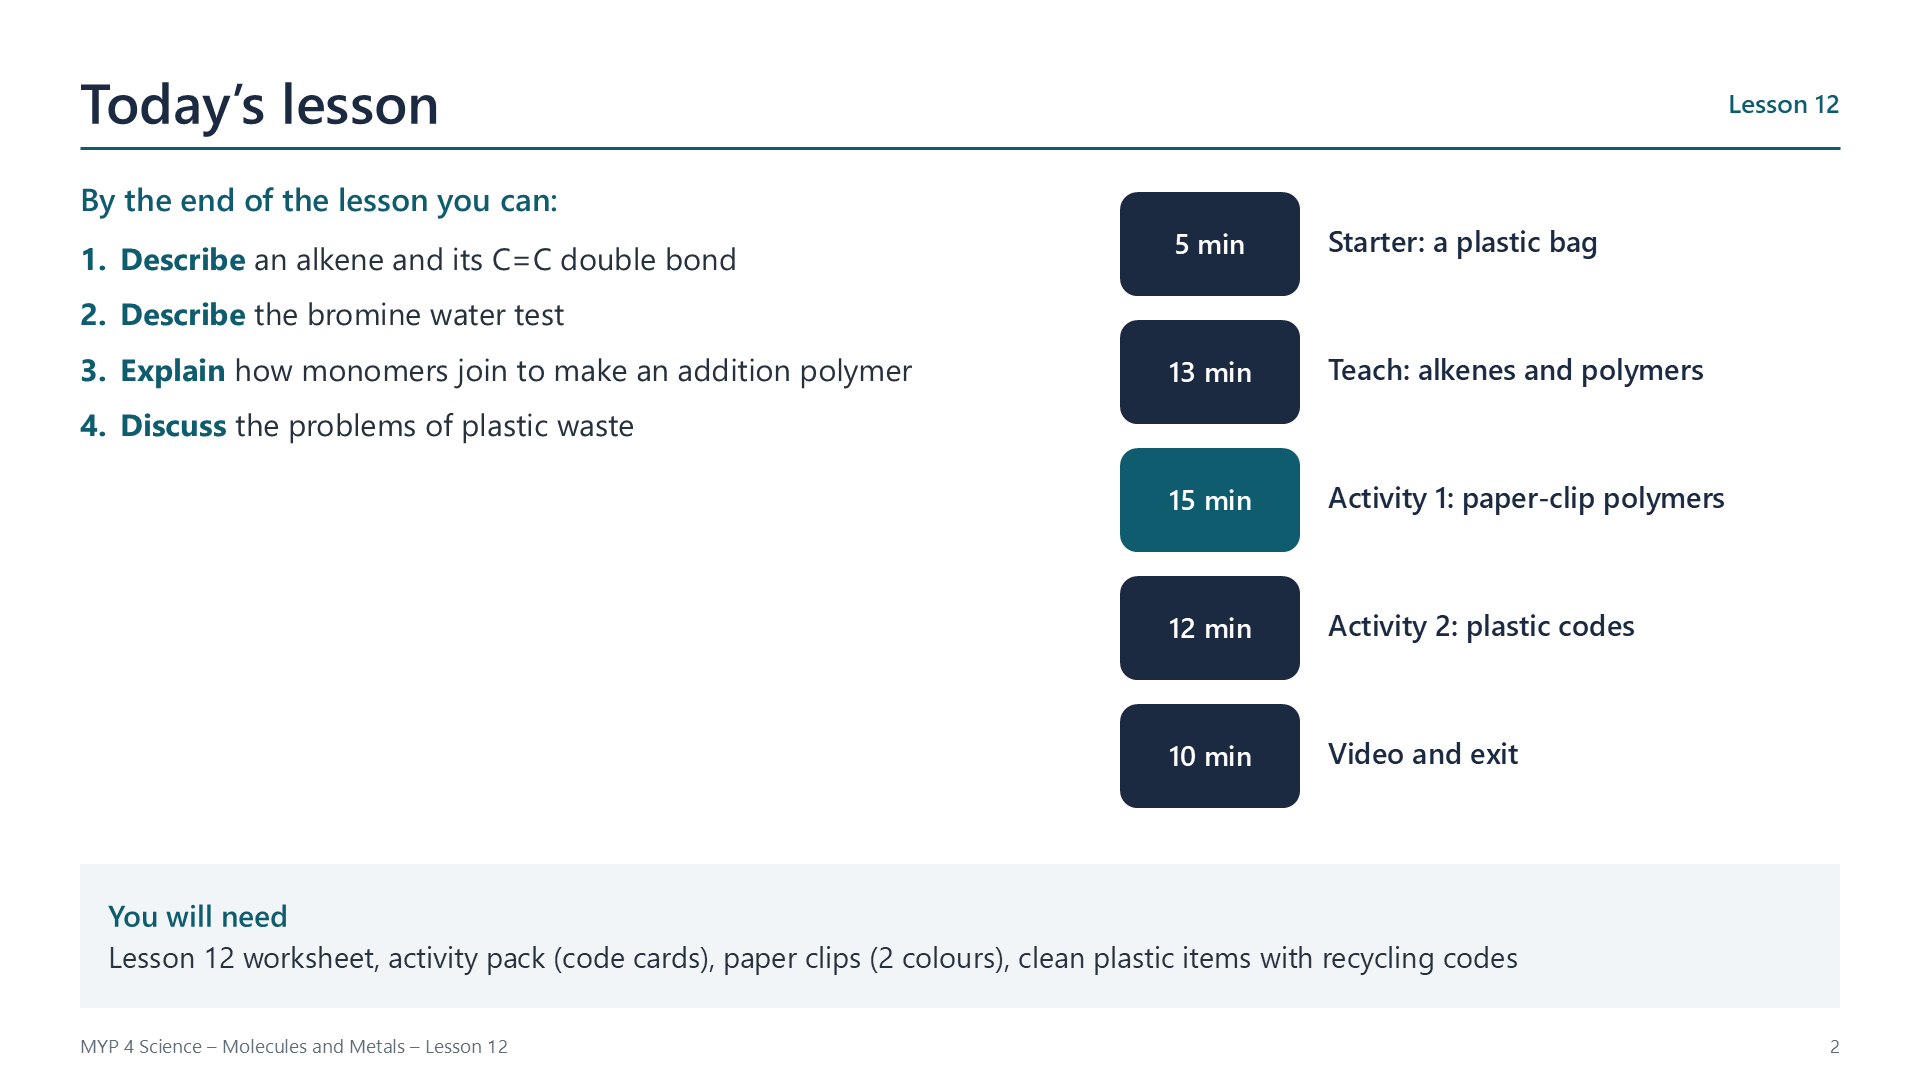 Today’s lesson
Lesson 12
By the end of the lesson you can:
1. Describe an alkene and its C=C double bond
2. Describe the bromine water test
3. Explain how monomers join to make an addition polymer
4. Discuss the problems of plastic waste
5 min
Starter: a plastic bag
13 min
Teach: alkenes and polymers
15 min
Activity 1: paper-clip polymers
12 min
Activity 2: plastic codes
10 min
Video and exit
You will need
Lesson 12 worksheet, activity pack (code cards), paper clips (2 colours), clean plastic items with recycling codes
MYP 4 Science – Molecules and Metals – Lesson 12
2